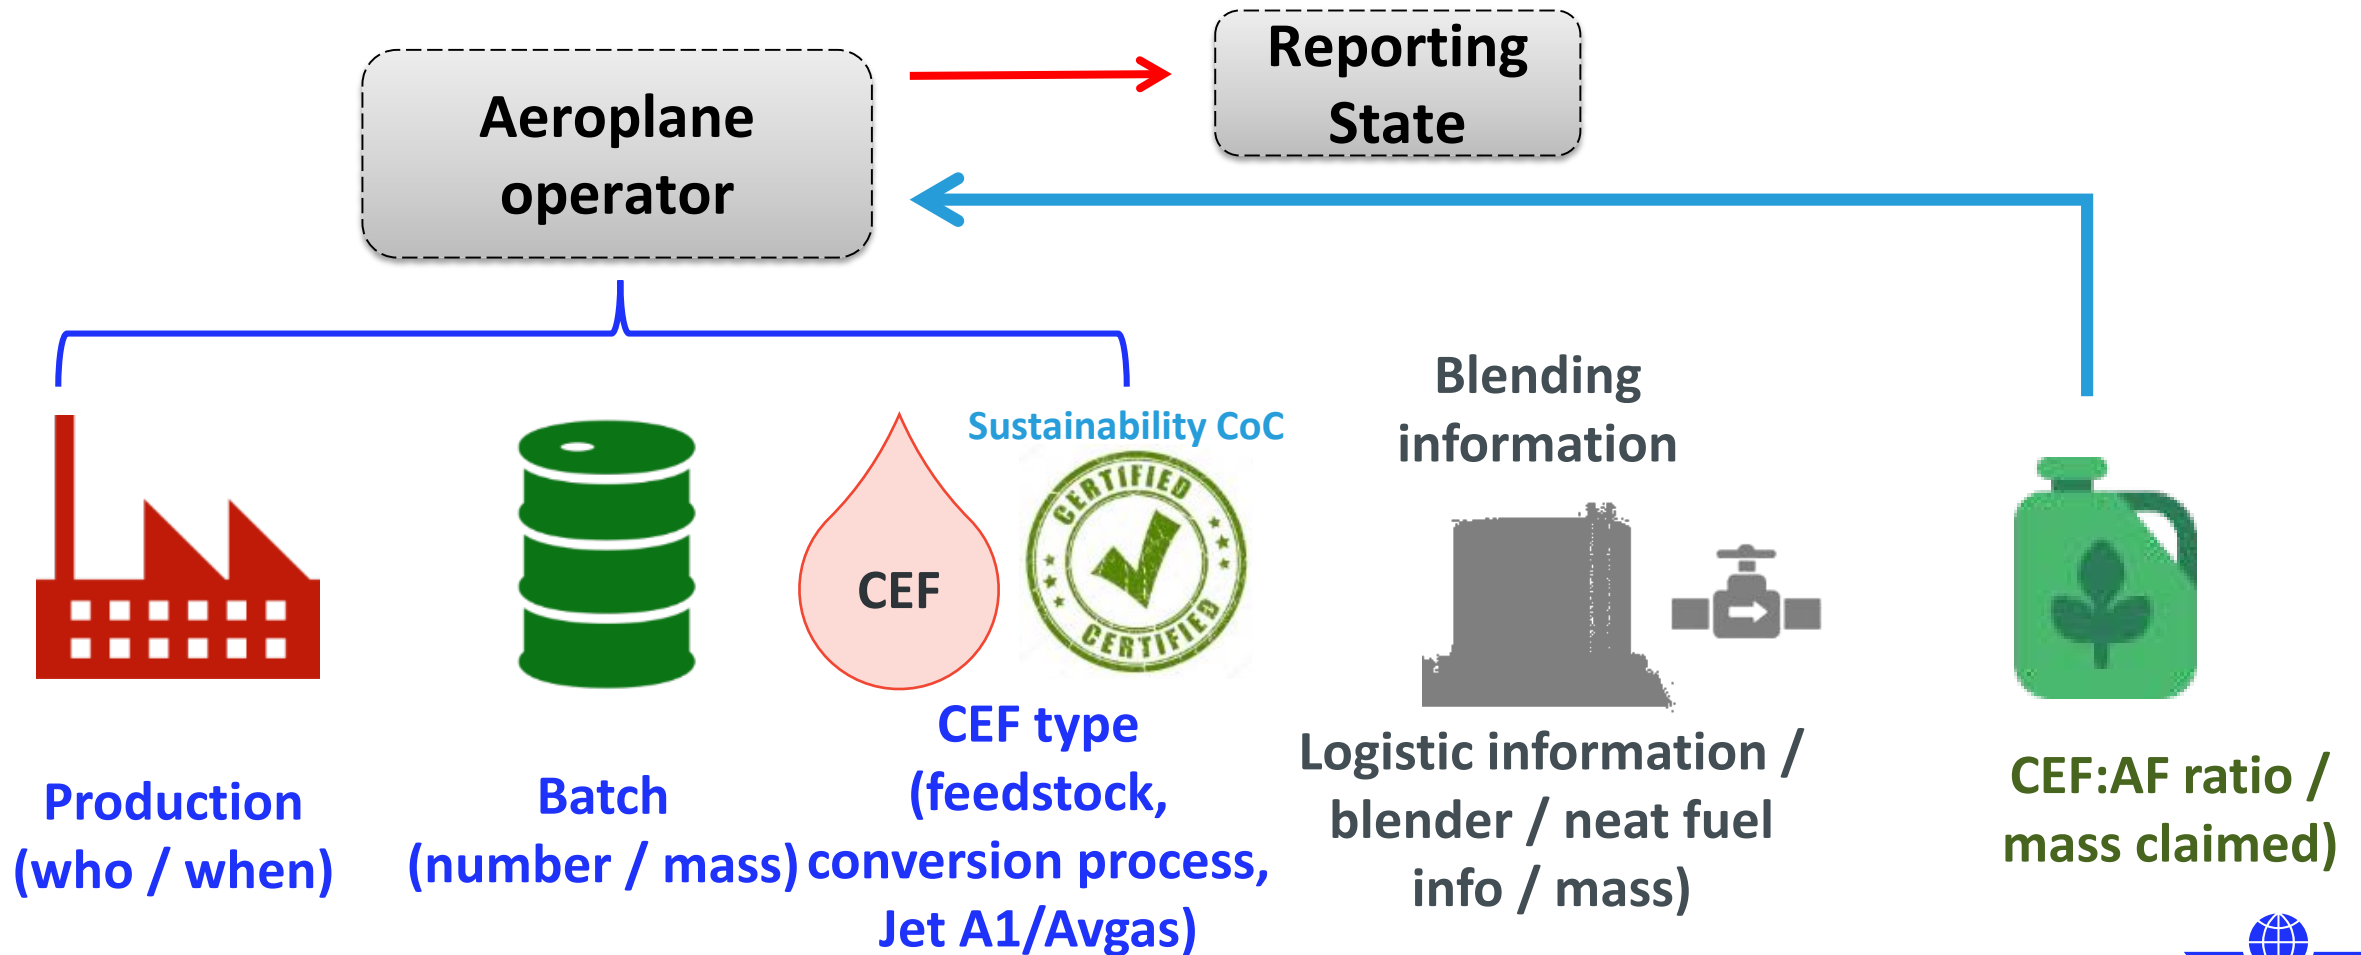 Aeroplane
operator
Reporting
State
Sustainability CoC
CERTIFIED
CERTIFIED
CEF
Blending
information
Production
(who / when)
Batch
(number / mass)
CEF type
(feedstock,
conversion process,
Jet A1/Avgas)
Logistic information /
blender / neat fuel
info / mass)
CEF:AF ratio /
mass claimed)